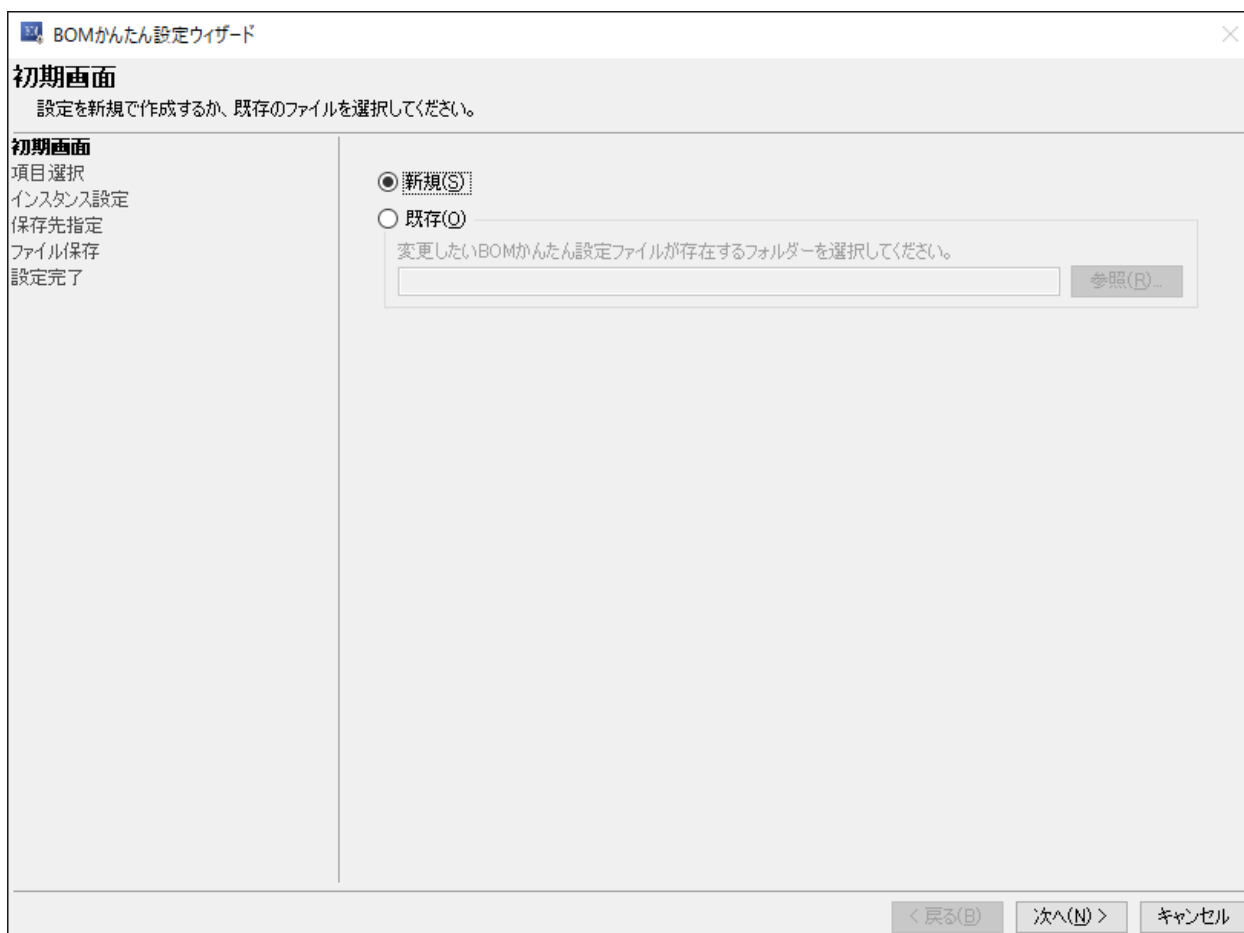 BOMかんたん設定ウィザード
初期画面
設定を新規で作成するか、既存のファイルを選択してください。
初期画面
項目選択
インスタンス設定
保存先指定
ファイル保存
設定完了
新規(S)
既存(O)
変更したいBOMかんたん設定ファイルが存在するフォルダーを選択してください。
参照(R)...
< 戻る(B)
次へ(N) >
キャンセル